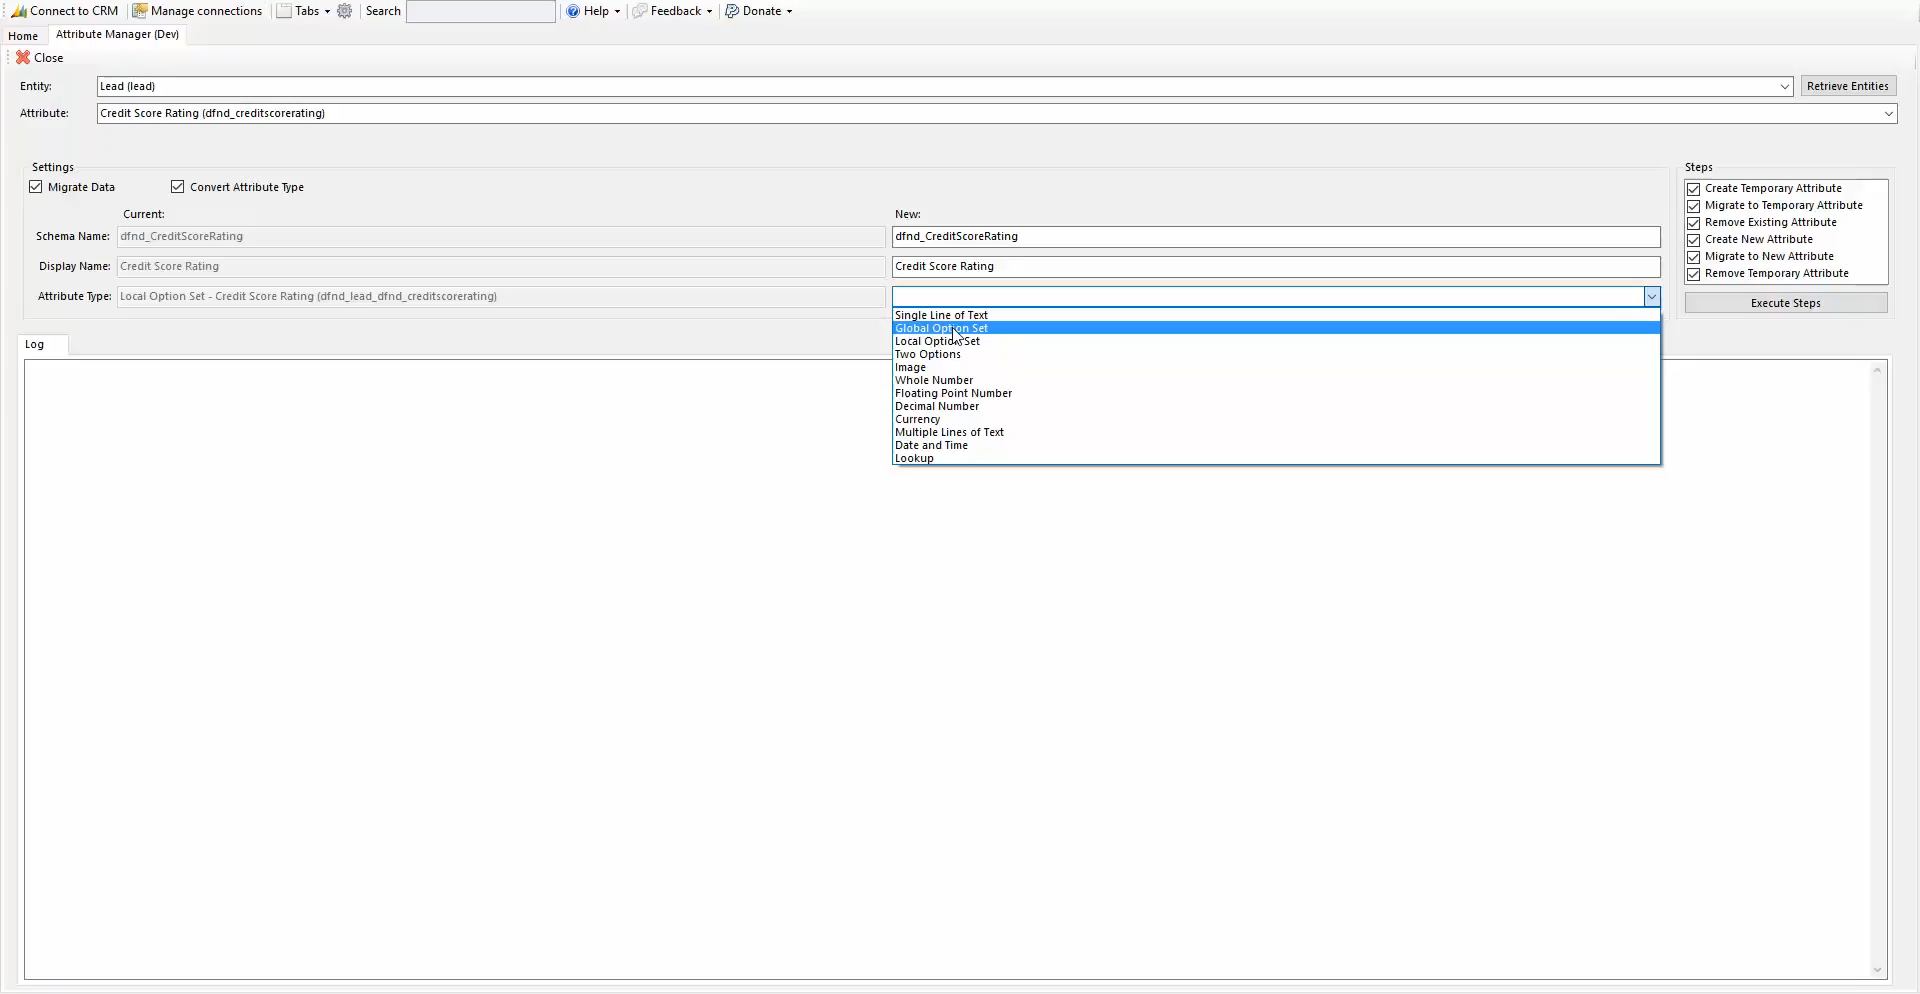 Connect to CRM Manage connections Tabs Search Help Feedback Donate
Home Attribute Manager (Dev)
Close
Entity: Lead (lead) Retrieve Entities
Attribute: Credit Score Rating (dfnd_creditscorerating)
Settings
Migrate Data Convert Attribute Type
Current: New:
Schema Name: dfnd_CreditScoreRating dfnd_CreditScoreRating
Display Name: Credit Score Rating Credit Score Rating
Attribute Type: Local Option Set - Credit Score Rating (dfnd_lead_dfnd_creditscorerating)
Single Line of Text
Global Option Set
Local Option Set
Two Options
Image
Whole Number
Floating Point Number
Decimal Number
Currency
Multiple Lines of Text
Date and Time
Lookup
Steps
Create Temporary Attribute
Migrate to Temporary Attribute
Remove Existing Attribute
Create New Attribute
Migrate to New Attribute
Remove Temporary Attribute
Execute Steps
Log